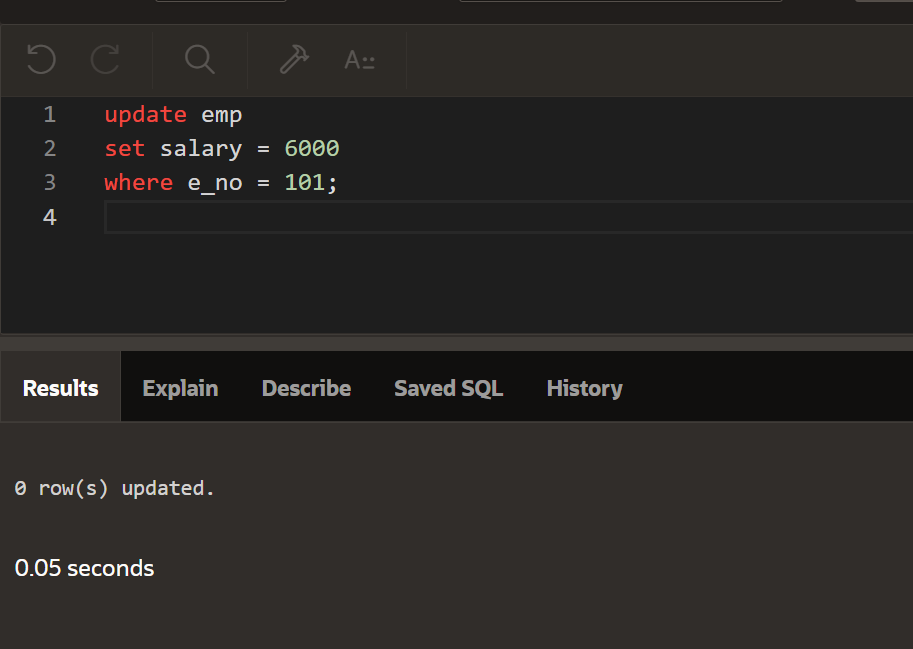 A
1 update emp
2 set salary = 6000
3 where e_no = 101;
4
Results Explain Describe Saved SQL History
0 row(s) updated.
0.05 seconds